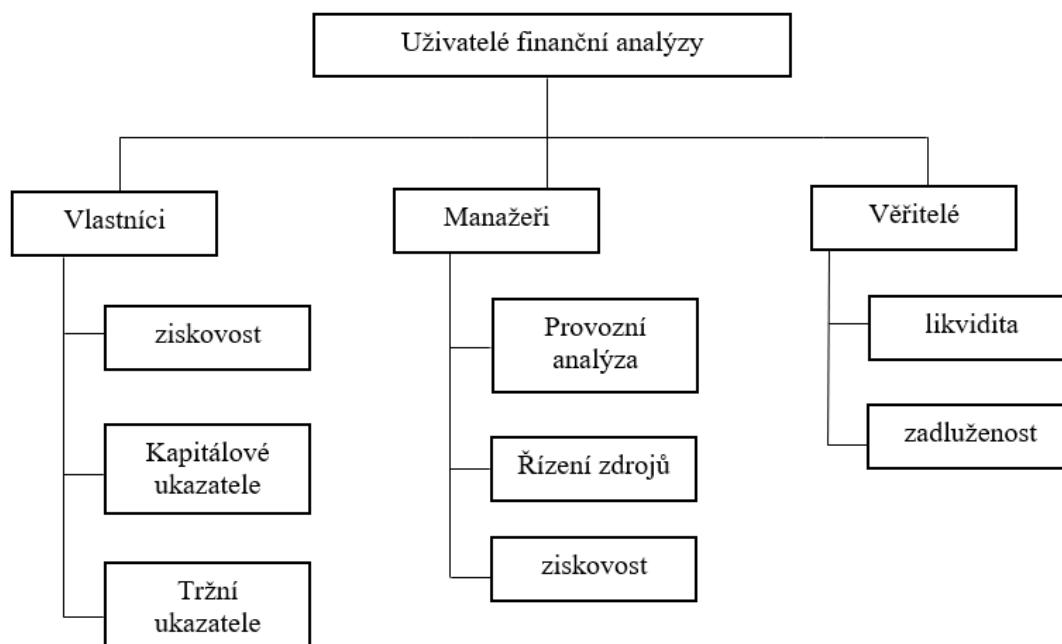 Uživatelé finanční analýzy
Vlastníci
ziskovost
Kapitálové
ukazatele
Tržní
ukazatele
Manažeři
Provozní
analýza
Řízení zdrojů
ziskovost
Věřitelé
likvidita
zadluženost